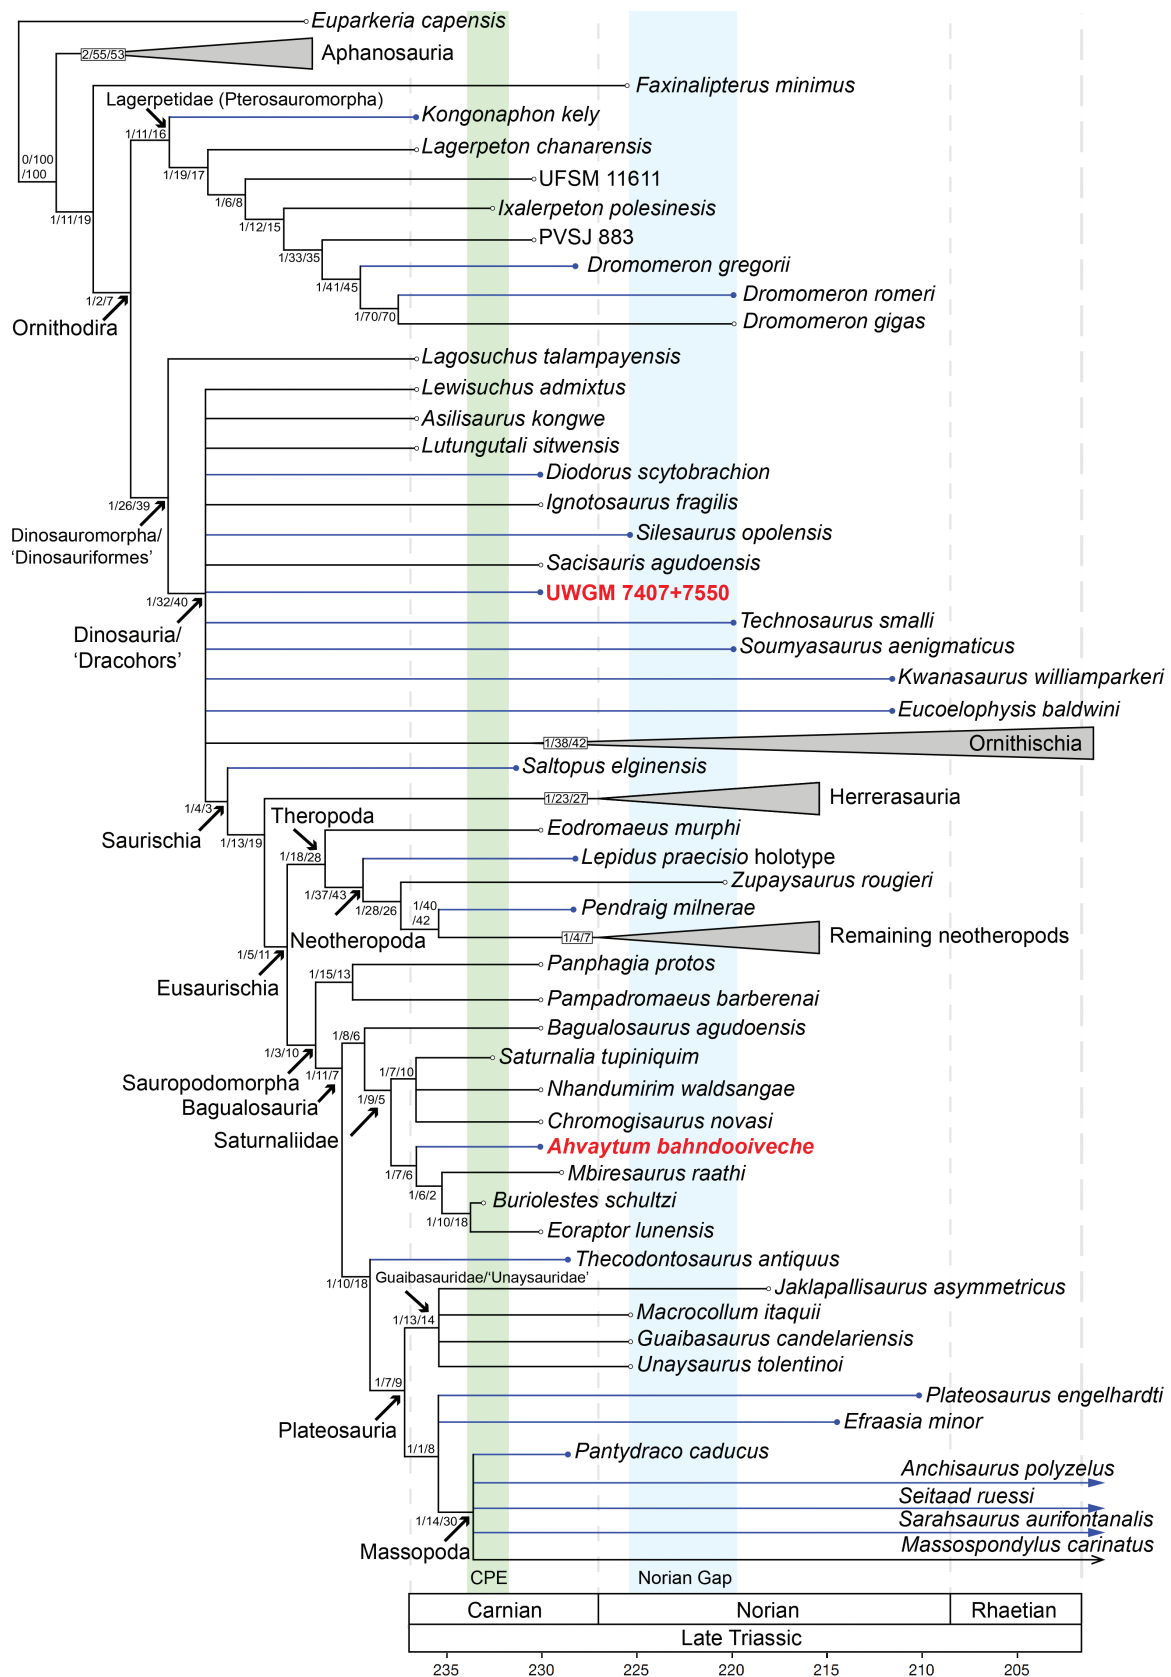 Euparkeria capensis
2/55/53
Aphanosauria
Faxinalipterus minimus
Lagerpetidae (Pterosauromorpha)
Kongonaphon kely
1/11/16
Lagerpeton chanarensis
0/100
/100
1/19/17
UFSM 11611
1/6/8
Ixalerpeton polesinesis
1/11/19
1/12/15
PVSJ 883
1/33/35
Dromomeron gregorii
1/41/45
Dromomeron romeri
1/2/7
1/70/70
Dromomeron gigas
Ornithodira
Lagosuchus talampayensis
Lewisuchus admixtus
Asilisaurus kongwe
Lutungutali sitwensis
Diodorus scytobrachion
1/26/39
Ignotosaurus fragilis
Dinosauromorpha/
‘Dinosauriformes’
Silesaurus opolensis
Sacisauris agudoensis
UWGM 7407+7550
1/32/40
Technosaurus smalli
Dinosauria/
‘Dracohors’
Soumyasaurus aenigmaticus
Kwanasaurus williamparkeri
Eucoelophysis baldwini
1/38/42
Ornithischia
Saltopus elginensis
1/4/3
1/23/27
Herrerasauria
Theropoda
Saurischia
1/13/19
Eodromaeus murphi
1/18/28
Lepidus praecisio holotype
1/37/43
Zupaysaurus rougieri
1/28/26
1/40
/42
Pendraig milnerae
Neotheropoda
1/4/7
Remaining neotheropods
1/5/11
Panphagia protos
1/15/13
Eusaurischia
Pampadromaeus barberenai
Bagualosaurus agudoensis
1/8/6
1/3/10
Saturnalia tupiniquim
1/11/7
1/7/10
Sauropodomorpha
Nhandumirim waldsangae
Bagualosauria
1/9/5
Chromogisaurus novasi
Saturnaliidae
Ahvaytum bahndooiveche
1/7/6
Mbiresaurus raathi
1/6/2
Buriolestes schultzi
1/10/18
Eoraptor lunensis
Thecodontosaurus antiquus
1/10/18
Guaibasauridae/‘Unaysauridae’
Jaklapallisaurus asymmetricus
1/13/14
Macrocollum itaquii
Guaibasaurus candelariensis
Unaysaurus tolentinoi
1/7/9
Plateosaurus engelhardti
Plateosauria
Efraasia minor
1/1/8
Pantydraco caducus
Anchisaurus polyzelus
Seitaad ruessi
1/14/30
Sarahsaurus aurifontanalis
Massopoda
Massospondylus carinatus
CPE
Norian Gap
Carnian
Norian
Rhaetian
Late Triassic
235
230
225
220
215
210
205